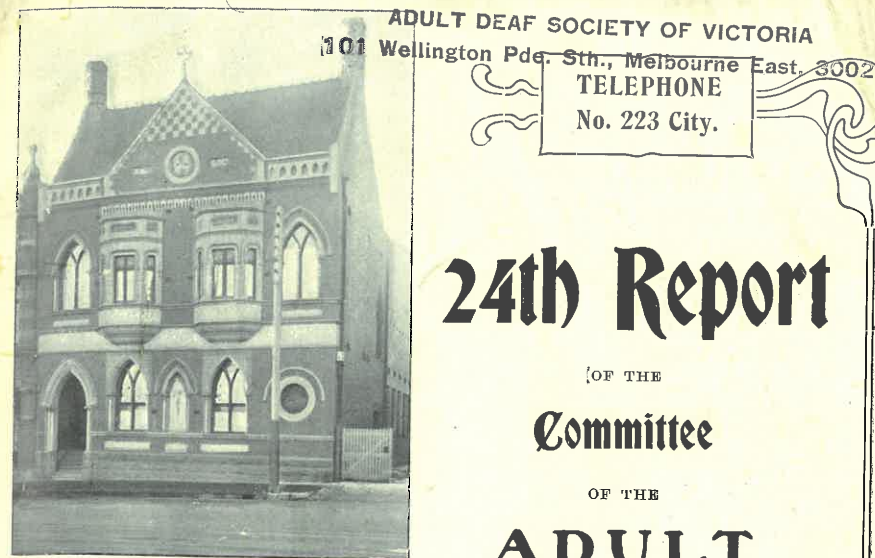 ADULT DEAF SOCIETY OF VICTORIA
101 Wellington Pde. Sth., Melbourne East, 3002
TELEPHONE
No. 223 City.
24th Report
OF THE
Committee
OF THE
ADULT